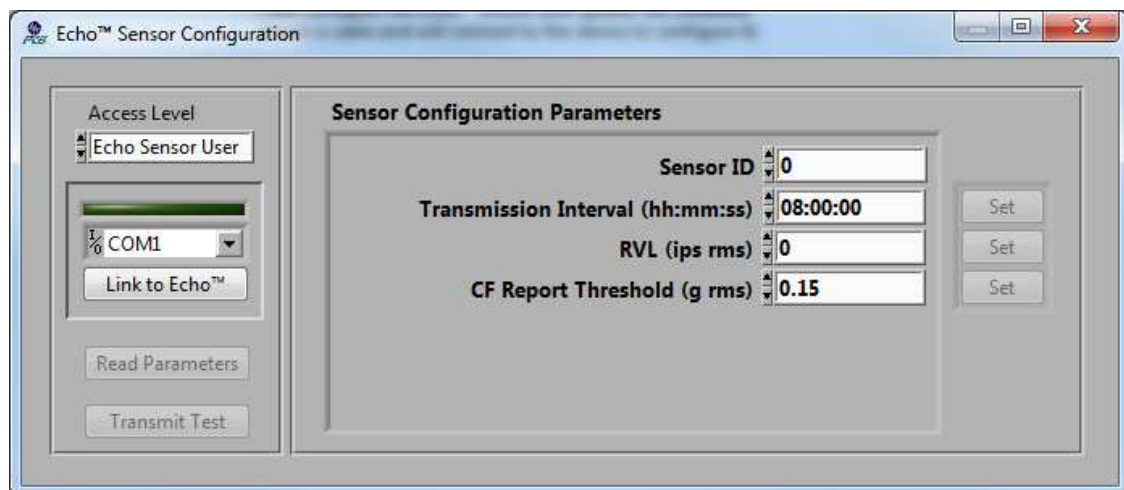 Echo™ Sensor Configuration
Access Level
Echo Sensor User
COM1
Link to Echo™
Read Parameters
Transmit Test
Sensor Configuration Parameters
Sensor ID 0
Transmission Interval (hh:mm:ss) 08:00:00 Set
RVL (ips rms) 0 Set
CF Report Threshold (g rms) 0.15 Set